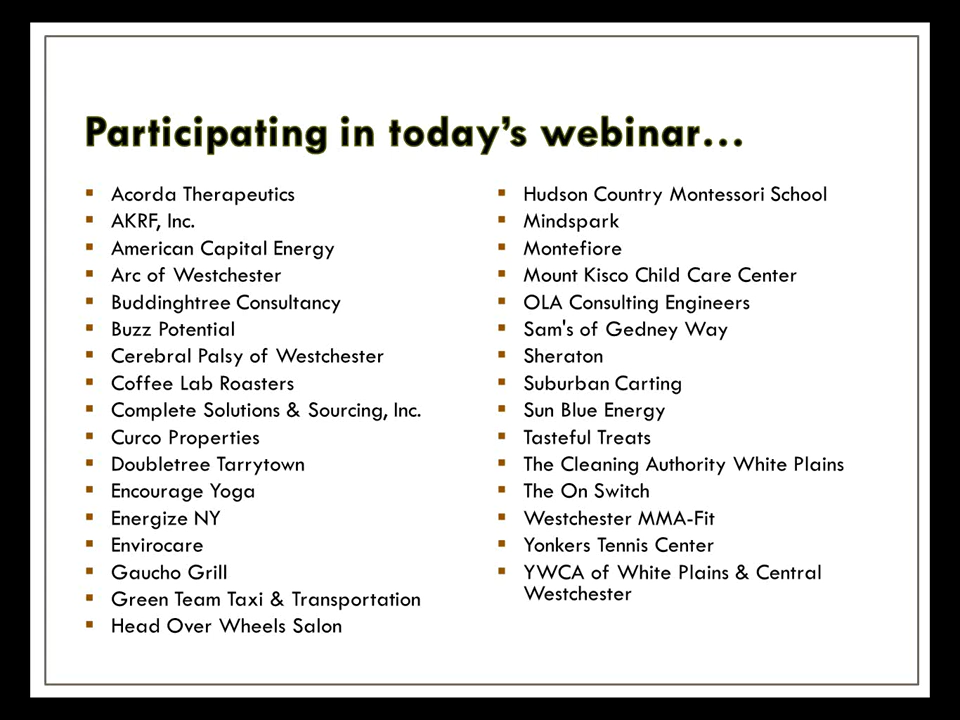 Participating in today's webinar…
Acorda Therapeutics
AKRF, Inc.
American Capital Energy
Arc of Westchester
Buddinghtree Consultancy
Buzz Potential
Cerebral Palsy of Westchester
Coffee Lab Roasters
Complete Solutions & Sourcing, Inc.
Curco Properties
Doubletree Tarrytown
Encourage Yoga
Energize NY
Envirocare
Gaucho Grill
Green Team Taxi & Transportation
Head Over Wheels Salon
Hudson Country Montessori School
Mindspark
Montefiore
Mount Kisco Child Care Center
OLA Consulting Engineers
Sam's of Gedney Way
Sheraton
Suburban Carting
Sun Blue Energy
Tasteful Treats
The Cleaning Authority White Plains
The On Switch
Westchester MMA-Fit
Yonkers Tennis Center
YWCA of White Plains & Central
Westchester